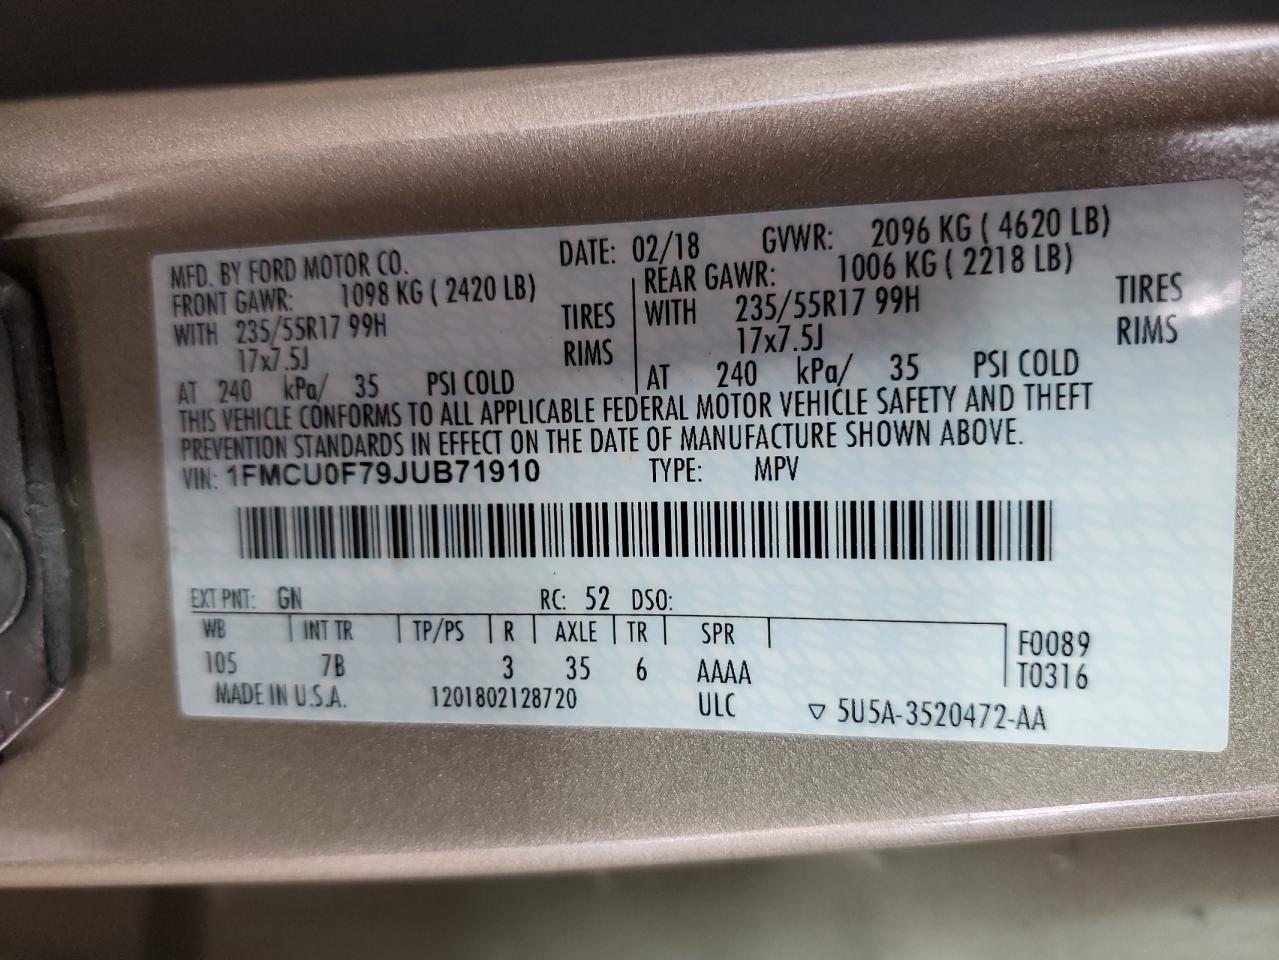 MFD. BY FORD MOTOR CO. DATE: 02/18 GVWR: 2096 KG ( 4620 LB)
FRONT GAWR: 1098 KG ( 2420 LB) REAR GAWR: 1006 KG ( 2218 LB)
WITH 235/55R17 99H TIRES WITH 235/55R17 99H TIRES
17x7.5J RIMS 17x7.5J RIMS
AT 240 kPa/ 35 PSI COLD AT 240 kPa/ 35 PSI COLD
THIS VEHICLE CONFORMS TO ALL APPLICABLE FEDERAL MOTOR VEHICLE SAFETY AND THEFT
PREVENTION STANDARDS IN EFFECT ON THE DATE OF MANUFACTURE SHOWN ABOVE.
VIN: 1FMCU0F79JUB71910 TYPE: MPV
EXT PNT: GN RC: 52 DSO:
WB INT TR TP/PS R AXLE TR SPR F0089
105 7B 3 35 6 AAAA T0316
MADE IN U.S.A. 1201802128720 ULC ▽ 5U5A-3520472-AA